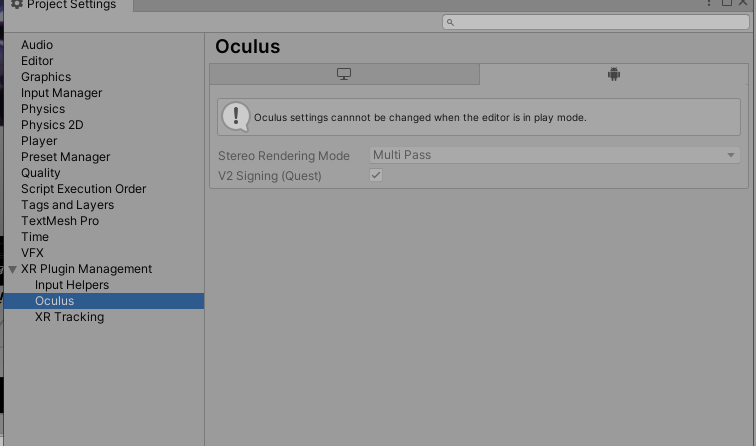 Project Settings
Audio
Editor
Graphics
Input Manager
Physics
Physics 2D
Player
Preset Manager
Quality
Script Execution Order
Tags and Layers
TextMesh Pro
Time
VFX
XR Plugin Management
Input Helpers
Oculus
XR Tracking
Oculus
Oculus settings cannnot be changed when the editor is in play mode.
Stereo Rendering Mode Multi Pass
V2 Signing (Quest)